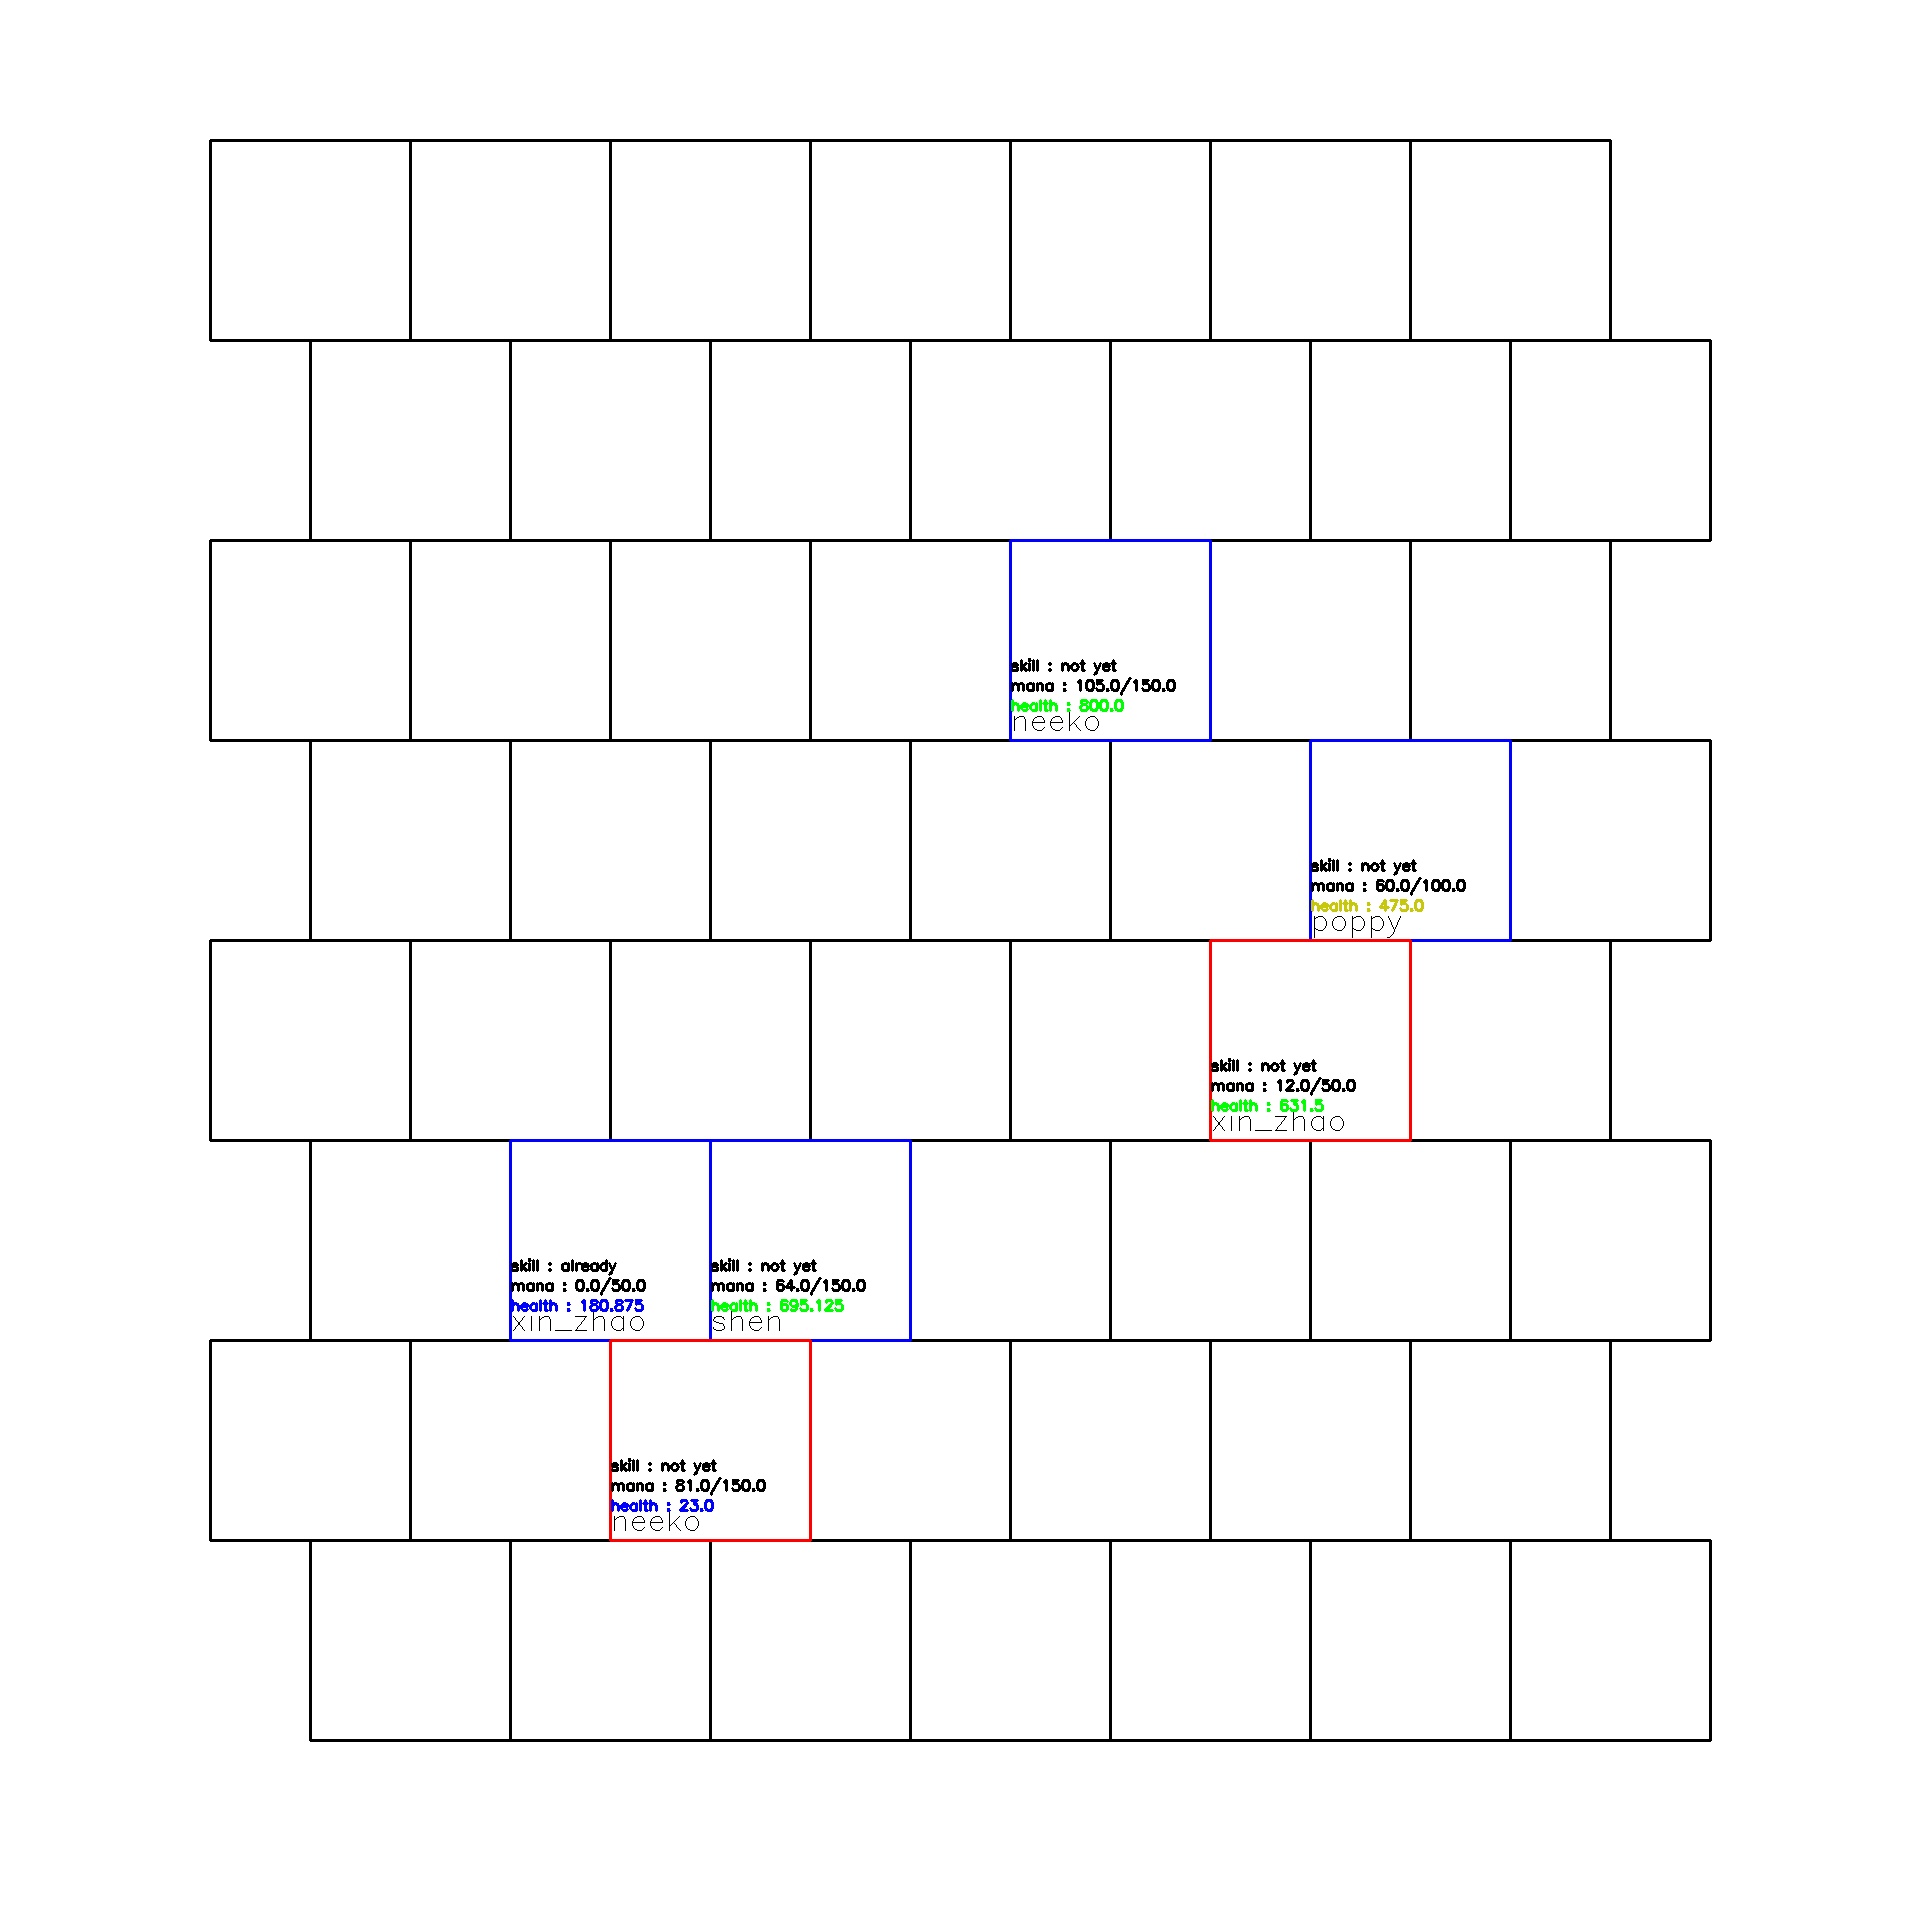 skill : not yet
mana : 105.0/150.0
health : 800.0
neeko
skill : not yet
mana : 60.0/100.0
health : 475.0
poppy
skill : not yet
mana : 12.0/50.0
health : 631.5
xin_zhao
skill : already
mana : 0.0/50.0
health : 180.875
xin_zhao
skill : not yet
mana : 64.0/150.0
health : 695.125
shen
skill : not yet
mana : 81.0/150.0
health : 23.0
neeko